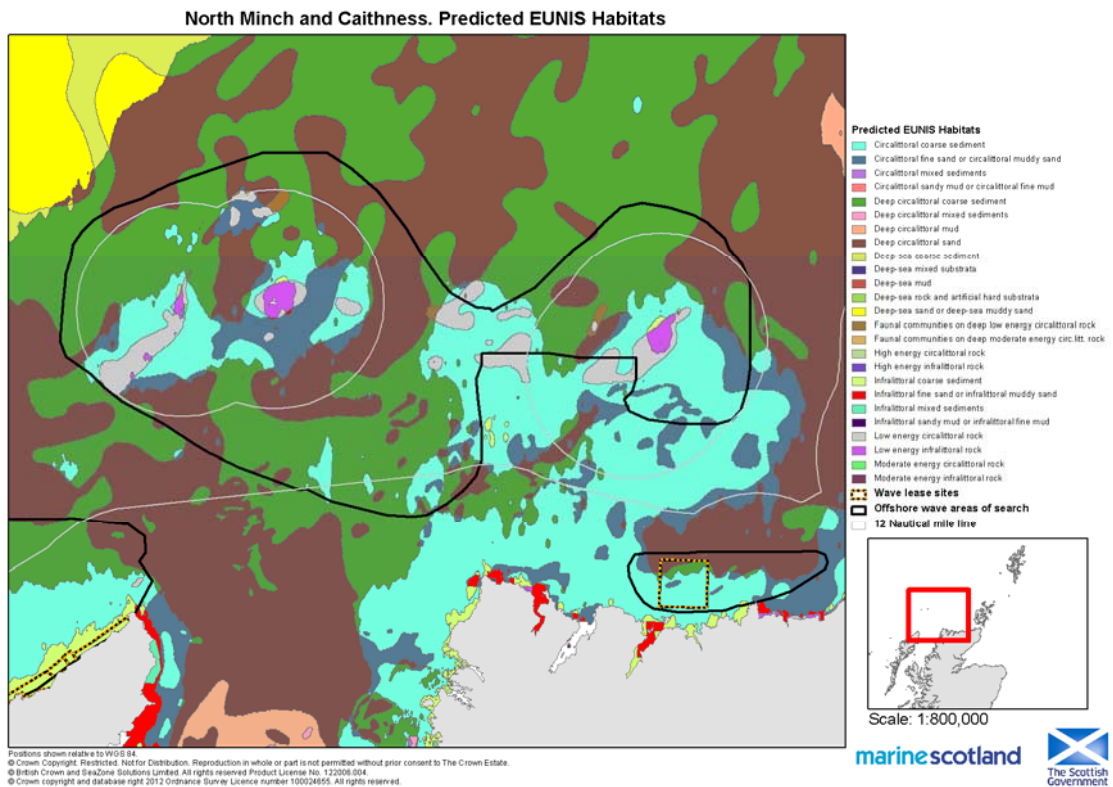 North Minch and Caithness. Predicted EUNIS Habitats
Predicted EUNIS Habitats
Circalittoral coarse sediment
Circalittoral fine sand or circalittoral muddy sand
Circalittoral mixed sediments
Circalittoral sandy mud or circalittoral fine mud
Deep circalittoral coarse sediment
Deep circalittoral mixed sediments
Deep circalittoral mud
Deep circalittoral sand
Deep-sea coarse sediment
Deep-sea mixed substrata
Deep-sea mud
Deep-sea rock and artificial hard substrata
Deep-sea sand or deep-sea muddy sand
Faunal communities on deep low energy circalittoral rock
Faunal communities on deep moderate energy circ.litt. rock
High energy circalittoral rock
High energy infralittoral rock
Infralittoral coarse sediment
Infralittoral fine sand or infralittoral muddy sand
Infralittoral mixed sediments
Infralittoral sandy mud or infralittoral fine mud
Low energy circalittoral rock
Low energy infralittoral rock
Moderate energy circalittoral rock
Moderate energy infralittoral rock
Wave lease sites
Offshore wave areas of search
12 Nautical mile line
Scale: 1:800,000
marinescotland
The Scottish
Government
Positions shown relative to WGS 84.
© Crown Copyright. Restricted. Not for Distribution. Reproduction in whole or part is not permitted without prior consent to The Crown Estate.
© British Crown and SeaZone Solutions Limited. All rights reserved Product License No. 122006.004.
© Crown copyright and database right 2012 Ordnance Survey Licence number 100024655. All rights reserved.